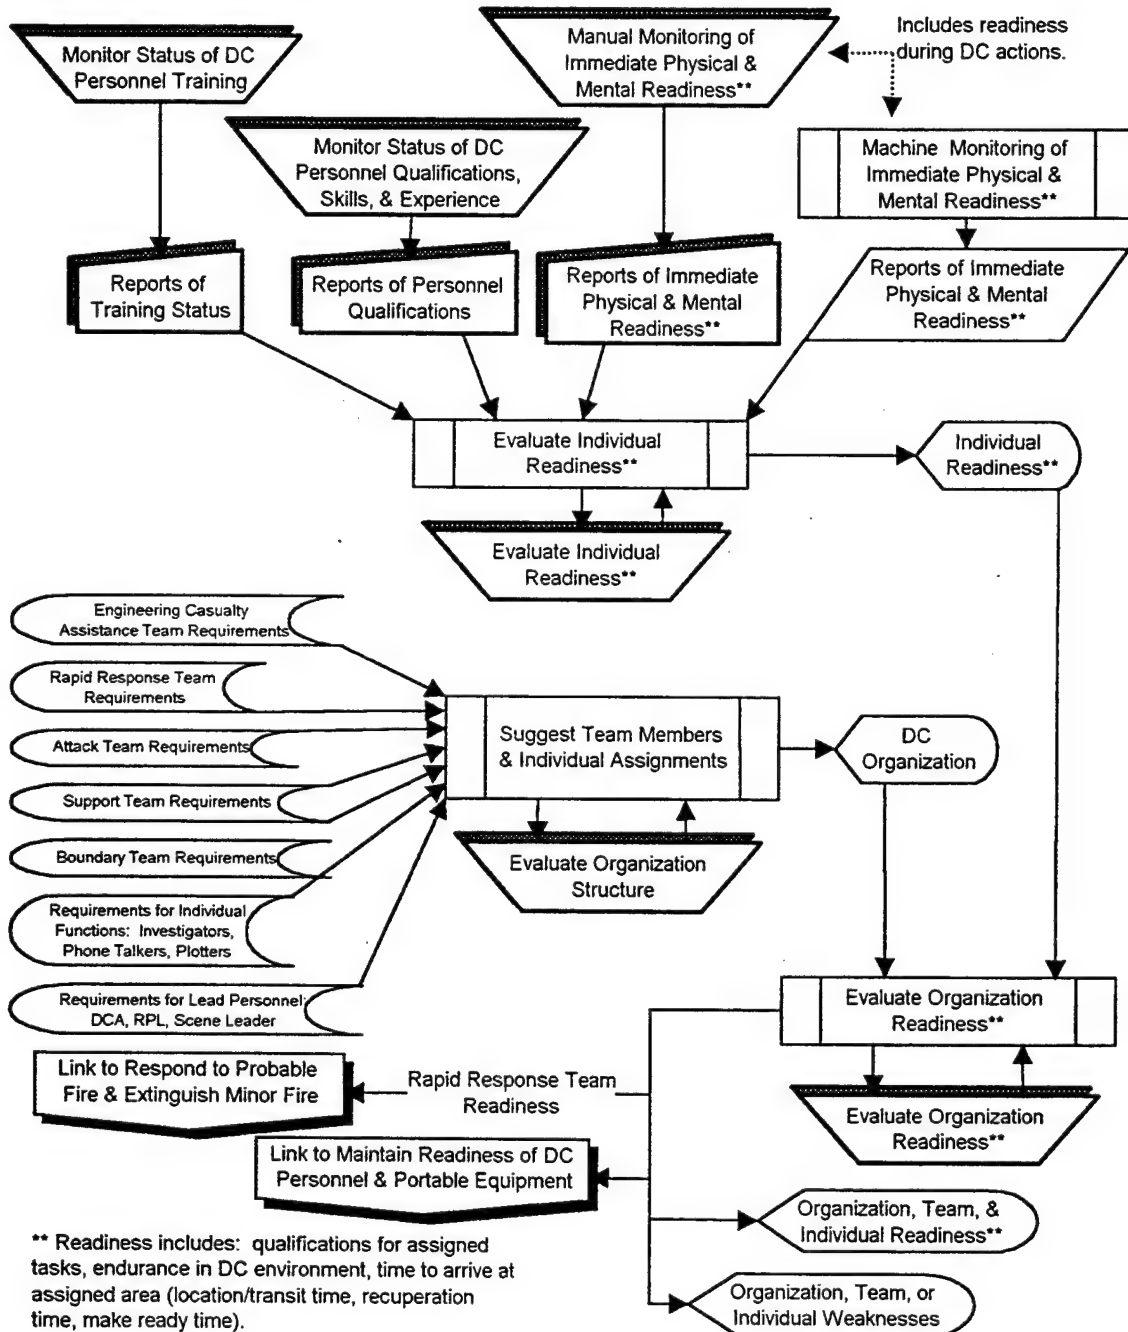 Monitor Status of DC
Personnel Training
Manual Monitoring of
Immediate Physical &
Mental Readiness**
Includes readiness
during DC actions.
Monitor Status of DC
Personnel Qualifications,
Skills, & Experience
Machine Monitoring of
Immediate Physical &
Mental Readiness**
Reports of
Training Status
Reports of Personnel
Qualifications
Reports of Immediate
Physical & Mental
Readiness**
Reports of Immediate
Physical & Mental
Readiness**
Evaluate Individual
Readiness**
Individual
Readiness**
Evaluate Individual
Readiness**
Engineering Casualty
Assistance Team Requirements
Rapid Response Team
Requirements
Attack Team Requirements
Support Team Requirements
Boundary Team Requirements
Requirements for Individual
Functions: Investigators,
Phone Talkers, Plotters
Requirements for Lead Personnel:
DCA, RPL, Scene Leader
Suggest Team Members
& Individual Assignments
DC
Organization
Evaluate Organization
Structure
Evaluate Organization
Readiness**
Evaluate Organization
Readiness**
Link to Respond to Probable
Fire & Extinguish Minor Fire
Rapid Response Team
Readiness
Link to Maintain Readiness of DC
Personnel & Portable Equipment
Organization, Team, &
Individual Readiness**
Organization, Team, or
Individual Weaknesses
** Readiness includes: qualifications for assigned
tasks, endurance in DC environment, time to arrive at
assigned area (location/transit time, recuperation
time, make ready time).